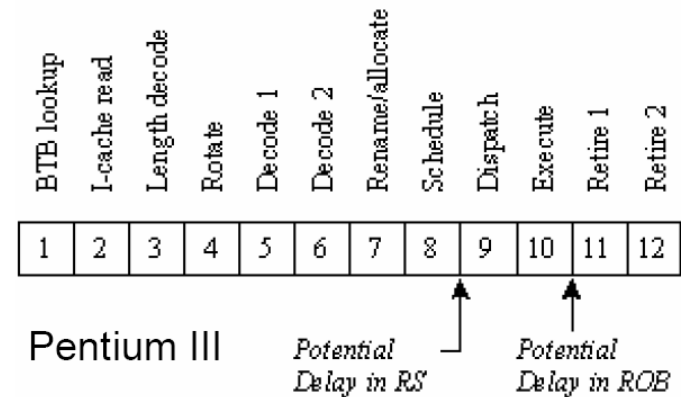 BTB lookup
I-cache read
Length decode
Rotate
Decode 1
Decode 2
Rename/allocate
Schedule
Dispatch
Execute
Retire 1
Retire 2
1 2 3 4 5 6 7 8 9 10 11 12
Pentium III
Potential
Delay in RS
Potential
Delay in ROB